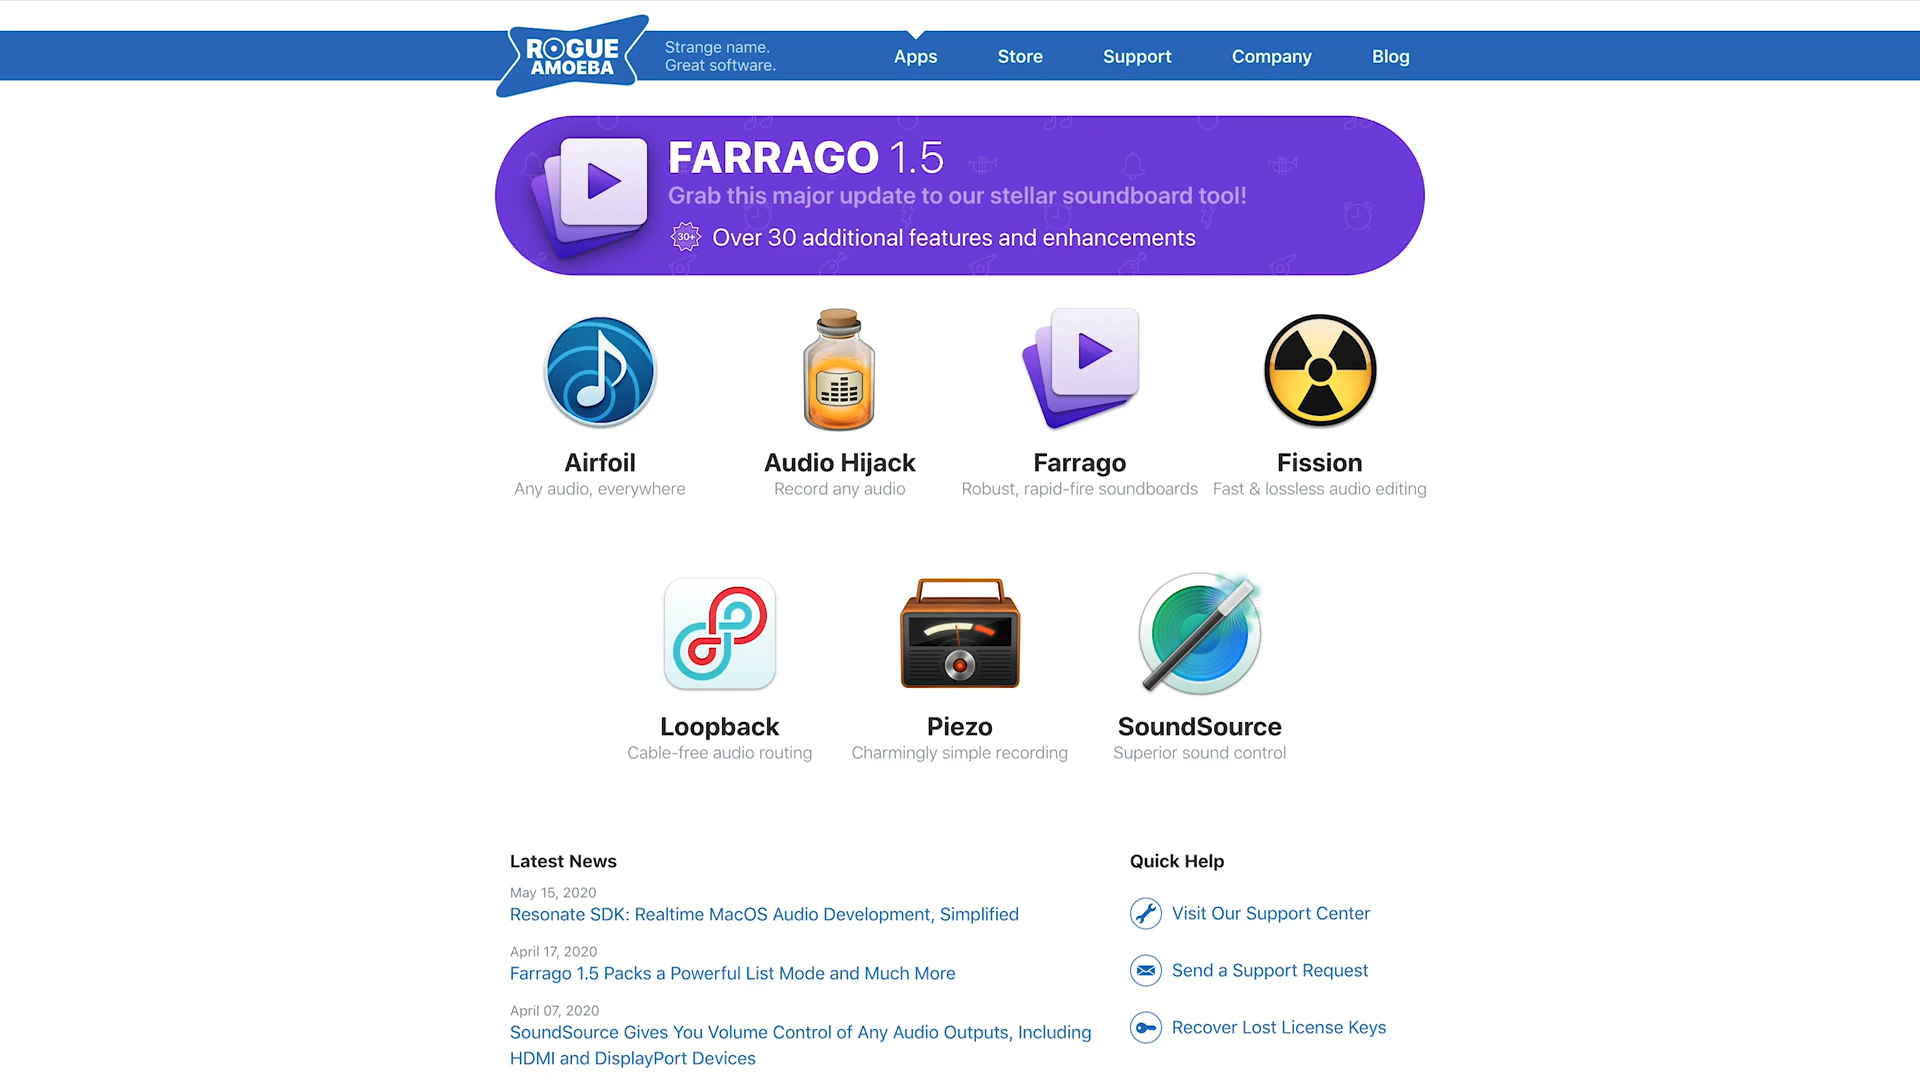 ROGUE
AMOEBA
Strange name.
Great software.
Apps
Store
Support
Company
Blog
FARRAGO 1.5
Grab this major update to our stellar soundboard tool!
30+ Over 30 additional features and enhancements
Airfoil
Any audio, everywhere
Audio Hijack
Record any audio
Farrago
Robust, rapid-fire soundboards
Fission
Fast & lossless audio editing
Loopback
Cable-free audio routing
Piezo
Charmingly simple recording
SoundSource
Superior sound control
Latest News
May 15, 2020
Resonate SDK: Realtime MacOS Audio Development, Simplified
April 17, 2020
Farrago 1.5 Packs a Powerful List Mode and Much More
April 07, 2020
SoundSource Gives You Volume Control of Any Audio Outputs, Including
HDMI and DisplayPort Devices
Quick Help
Visit Our Support Center
Send a Support Request
Recover Lost License Keys